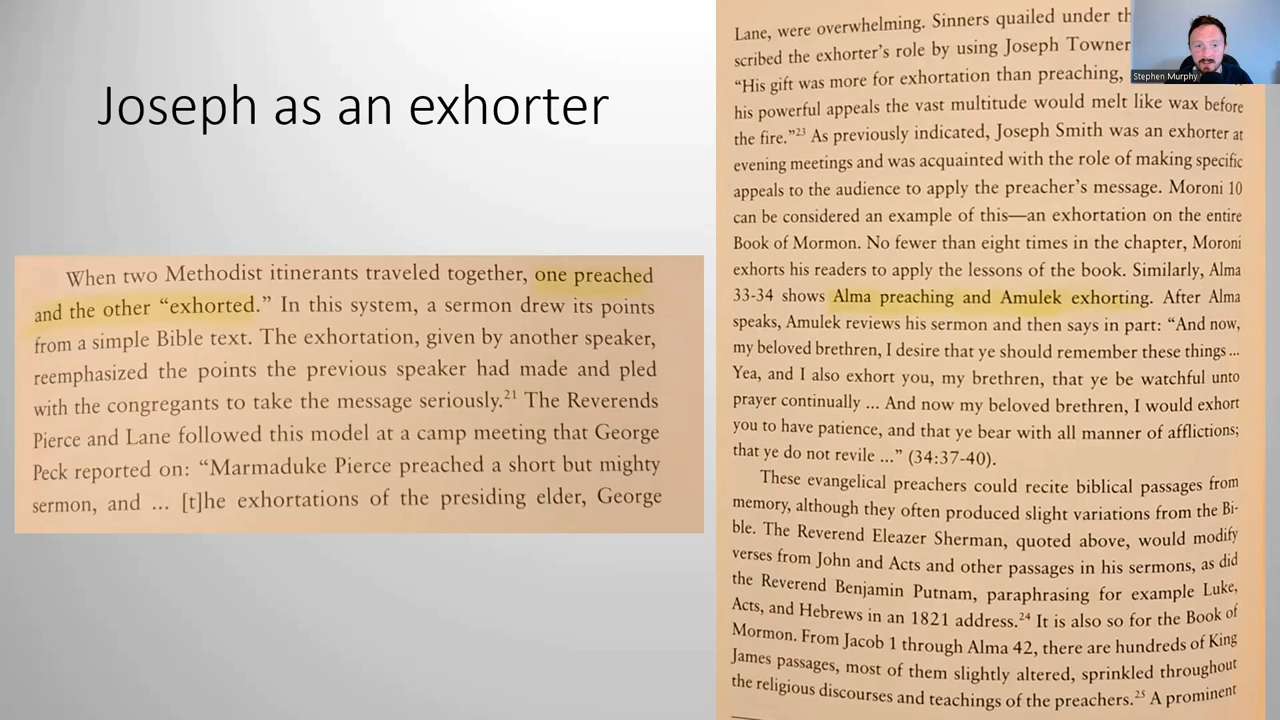 Joseph as an exhorter
When two Methodist itinerants traveled together, one preached
and the other “exhorted.” In this system, a sermon drew its points
from a simple Bible text. The exhortation, given by another speaker,
reemphasized the points the previous speaker had made and pled
with the congregants to take the message seriously.21 The Reverends
Pierce and Lane followed this model at a camp meeting that George
Peck reported on: “Marmaduke Pierce preached a short but mighty
sermon, and ... [t]he exhortations of the presiding elder, George
Lane, were overwhelming. Sinners quailed under
scribed the exhorter’s role by using Joseph Towner
“His gift was more for exhortation than preaching,
his powerful appeals the vast multitude would melt like wax before
the fire.”23 As previously indicated, Joseph Smith was an exhorter at
evening meetings and was acquainted with the role of making specific
appeals to the audience to apply the preacher’s message. Moroni 10
can be considered an example of this—an exhortation on the entire
Book of Mormon. No fewer than eight times in the chapter, Moroni
exhorts his readers to apply the lessons of the book. Similarly, Alma
33-34 shows Alma preaching and Amulek exhorting. After Alma
speaks, Amulek reviews his sermon and then says in part: “And now,
my beloved brethren, I desire that ye should remember these things ...
Yea, and I also exhort you, my brethren, that ye be watchful unto
prayer continually ... And now my beloved brethren, I would exhort
you to have patience, and that ye bear with all manner of afflictions;
that ye do not revile ...” (34:37-40).
These evangelical preachers could recite biblical passages from
memory, although they often produced slight variations from the Bi-
ble. The Reverend Eleazer Sherman, quoted above, would modify
verses from John and Acts and other passages in his sermons, as did
the Reverend Benjamin Putnam, paraphrasing for example Luke,
Acts, and Hebrews in an 1821 address.24 It is also so for the Book of
Mormon. From Jacob 1 through Alma 42, there are hundreds of King
James passages, most of them slightly altered, sprinkled throughout
the religious discourses and teachings of the preachers.25 A prominent
Stephen Murphy